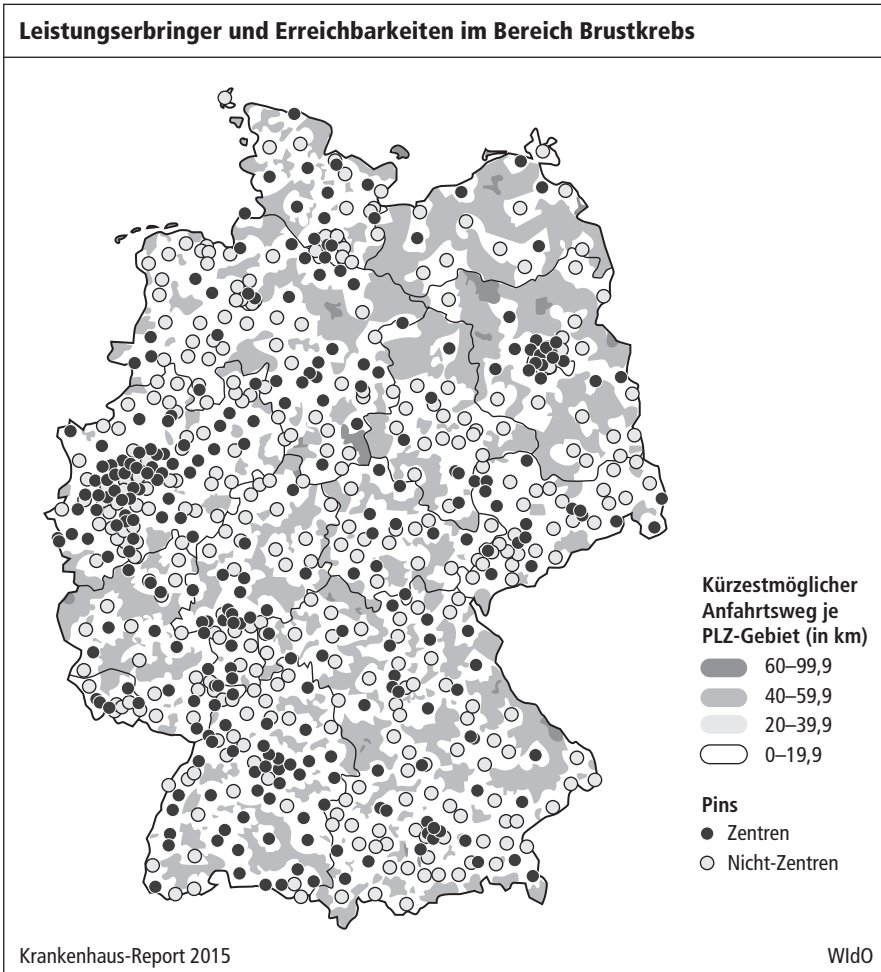 Leistungserbringer und Erreichbarkeiten im Bereich Brustkrebs
Kürzestmöglicher
Anfahrtsweg je
PLZ-Gebiet (in km)
60–99,9
40–59,9
20–39,9
0–19,9
Pins
Zentren
Nicht-Zentren
Krankenhaus-Report 2015
WIdO